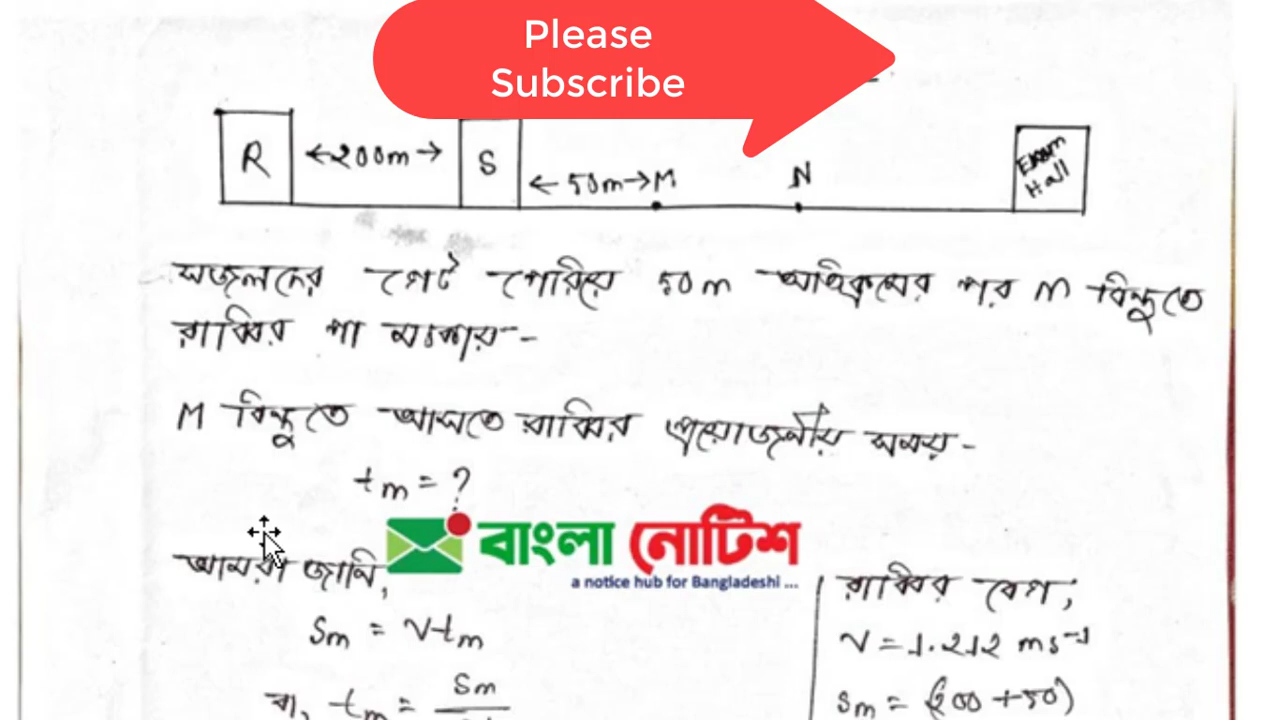 Please
Subscribe
R ←200m→ S ←50m→M N Exam Hall
সজলদের গেট পেরিয়ে 50m অতিক্রমের পর M বিন্দুতে
রাব্বির পা মচকায়--
M বিন্দুতে আসতে রাব্বির প্রয়োজনীয় সময়-
tm = ?
বাংলা নোটিশ
a notice hub for Bangladeshi ...
আমরা জানি,
Sm = vtm
বা, tm = Sm
রাব্বির বেগ;
v = 1.212 ms⁻¹
Sm = (200 +50)